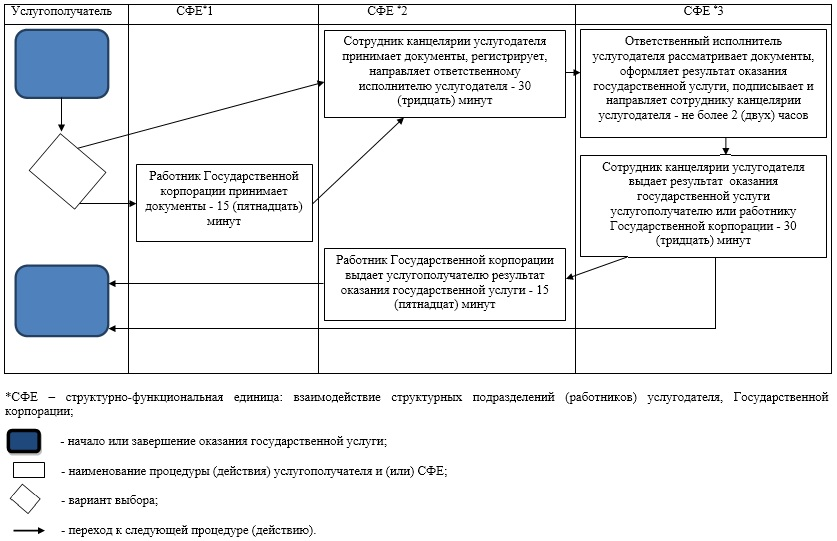 Услугополучатель
СФЕ*1
СФЕ *2
СФЕ *3
Сотрудник канцелярии услугодателя
принимает документы, регистрирует,
направляет ответственному
исполнителю услугодателя - 30
(тридцать) минут
Ответственный исполнитель
услугодателя рассматривает документы,
оформляет результат оказания
государственной услуги, подписывает и
направляет сотруднику канцелярии
услугодателя - не более 2 (двух) часов
Работник Государственной
корпорации принимает
документы - 15 (пятнадцать)
минут
Сотрудник канцелярии услугодателя
выдает результат оказания
государственной услуги
услугополучателю или работнику
Государственной корпорации - 30
(тридцать) минут
Работник Государственной корпорации
выдает услугополучателю результат
оказания государственной услуги - 15
(пятнадцат) минут
*СФЕ – структурно-функциональная единица: взаимодействие структурных подразделений (работников) услугодателя, Государственной
корпорации;
- начало или завершение оказания государственной услуги;
- наименование процедуры (действия) услугополучателя и (или) СФЕ;
- вариант выбора;
- переход к следующей процедуре (действию).